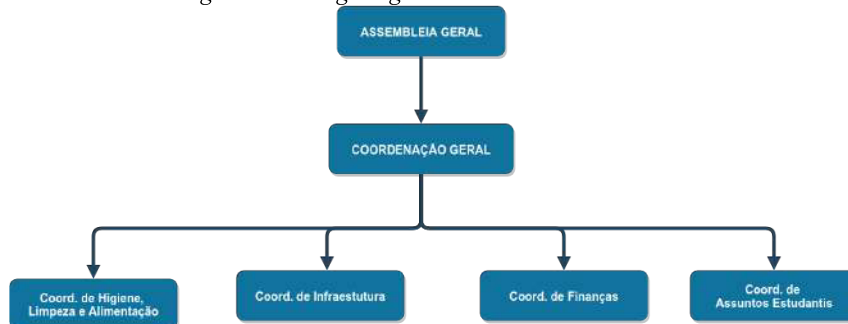 ASSEMBLEIA GERAL
COORDENAÇÃO GERAL
Coord. de Higiene,
Limpeza e Alimentação
Coord. de Infraestutura
Coord. de Finanças
Coord. de
Assuntos Estudantis